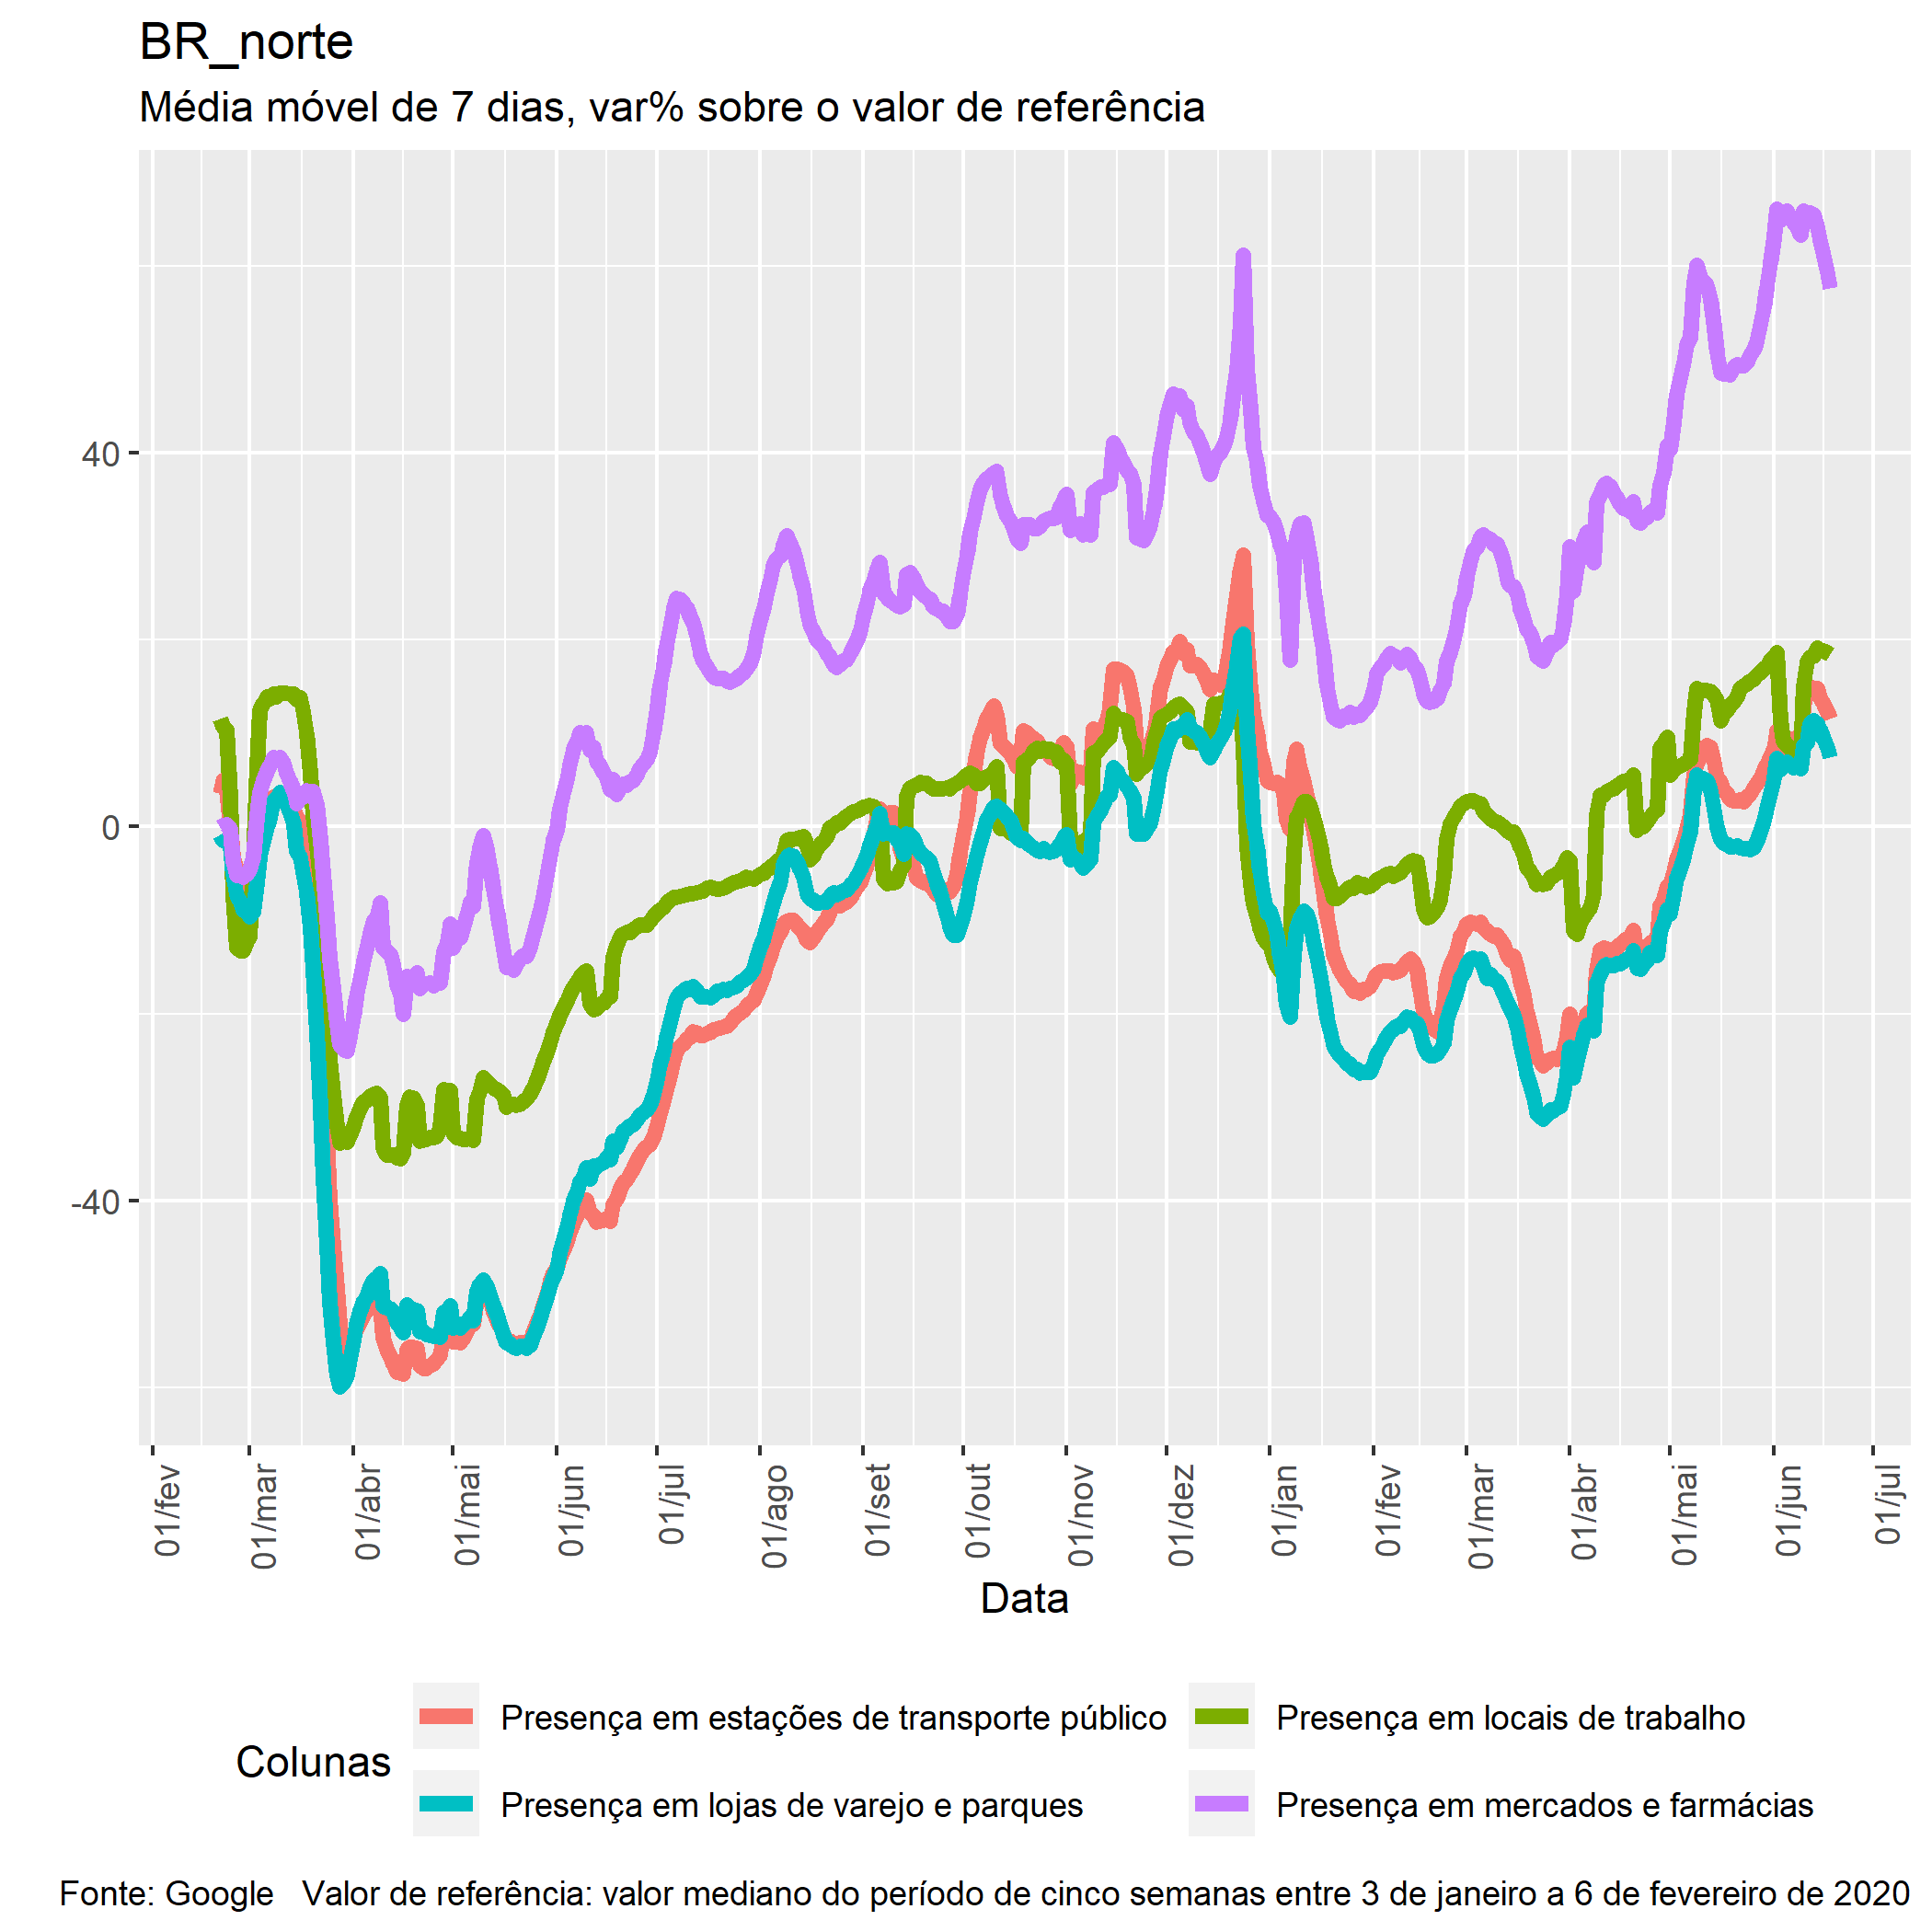 BR_norte
Média móvel de 7 dias, var% sobre o valor de referência
40
0
-40
01/fev
01/mar
01/abr
01/mai
01/jun
01/jul
01/ago
01/set
01/out
01/nov
01/dez
01/jan
01/fev
01/mar
01/abr
01/mai
01/jun
01/jul
Data
Colunas
Presença em estações de transporte público
Presença em locais de trabalho
Presença em lojas de varejo e parques
Presença em mercados e farmácias
Fonte: Google   Valor de referência: valor mediano do período de cinco semanas entre 3 de janeiro a 6 de fevereiro de 2020